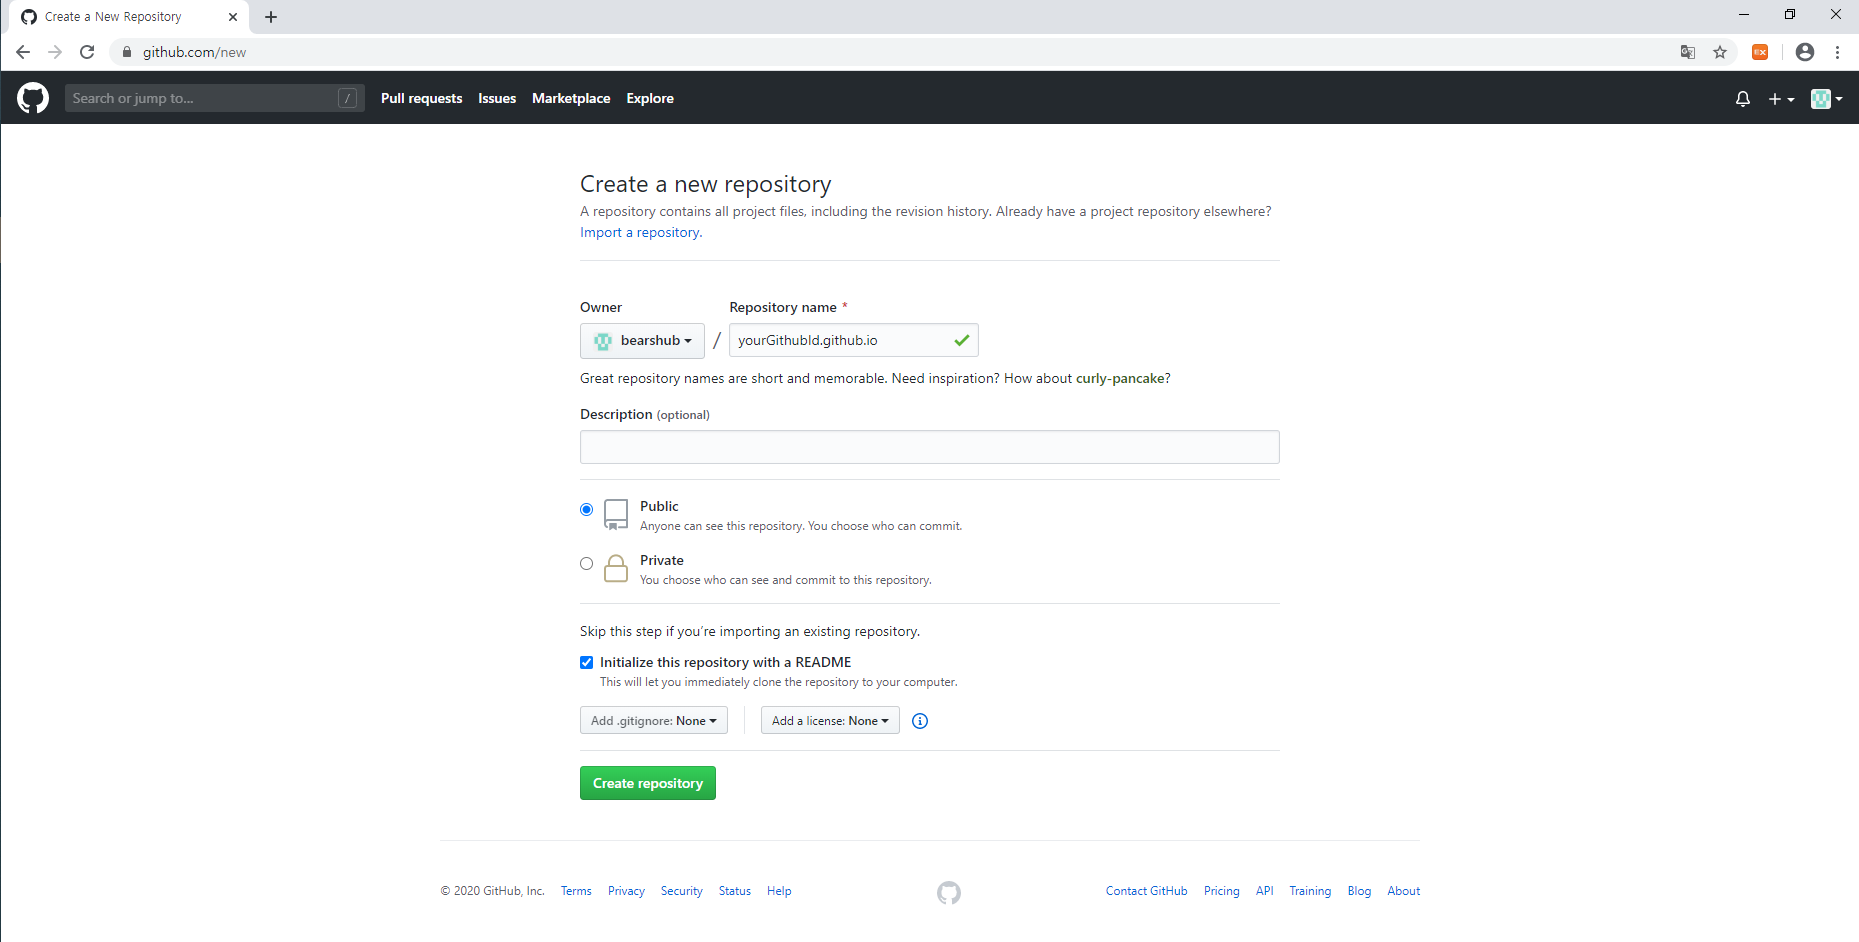 Create a New Repository
github.com/new
Search or jump to... / Pull requests Issues Marketplace Explore
Create a new repository
A repository contains all project files, including the revision history. Already have a project repository elsewhere?
Import a repository.
Owner Repository name *
bearshub / yourGithubId.github.io
Great repository names are short and memorable. Need inspiration? How about curly-pancake?
Description (optional)
Public
Anyone can see this repository. You choose who can commit.
Private
You choose who can see and commit to this repository.
Skip this step if you’re importing an existing repository.
Initialize this repository with a README
This will let you immediately clone the repository to your computer.
Add .gitignore: None Add a license: None
Create repository
© 2020 GitHub, Inc. Terms Privacy Security Status Help Contact GitHub Pricing API Training Blog About